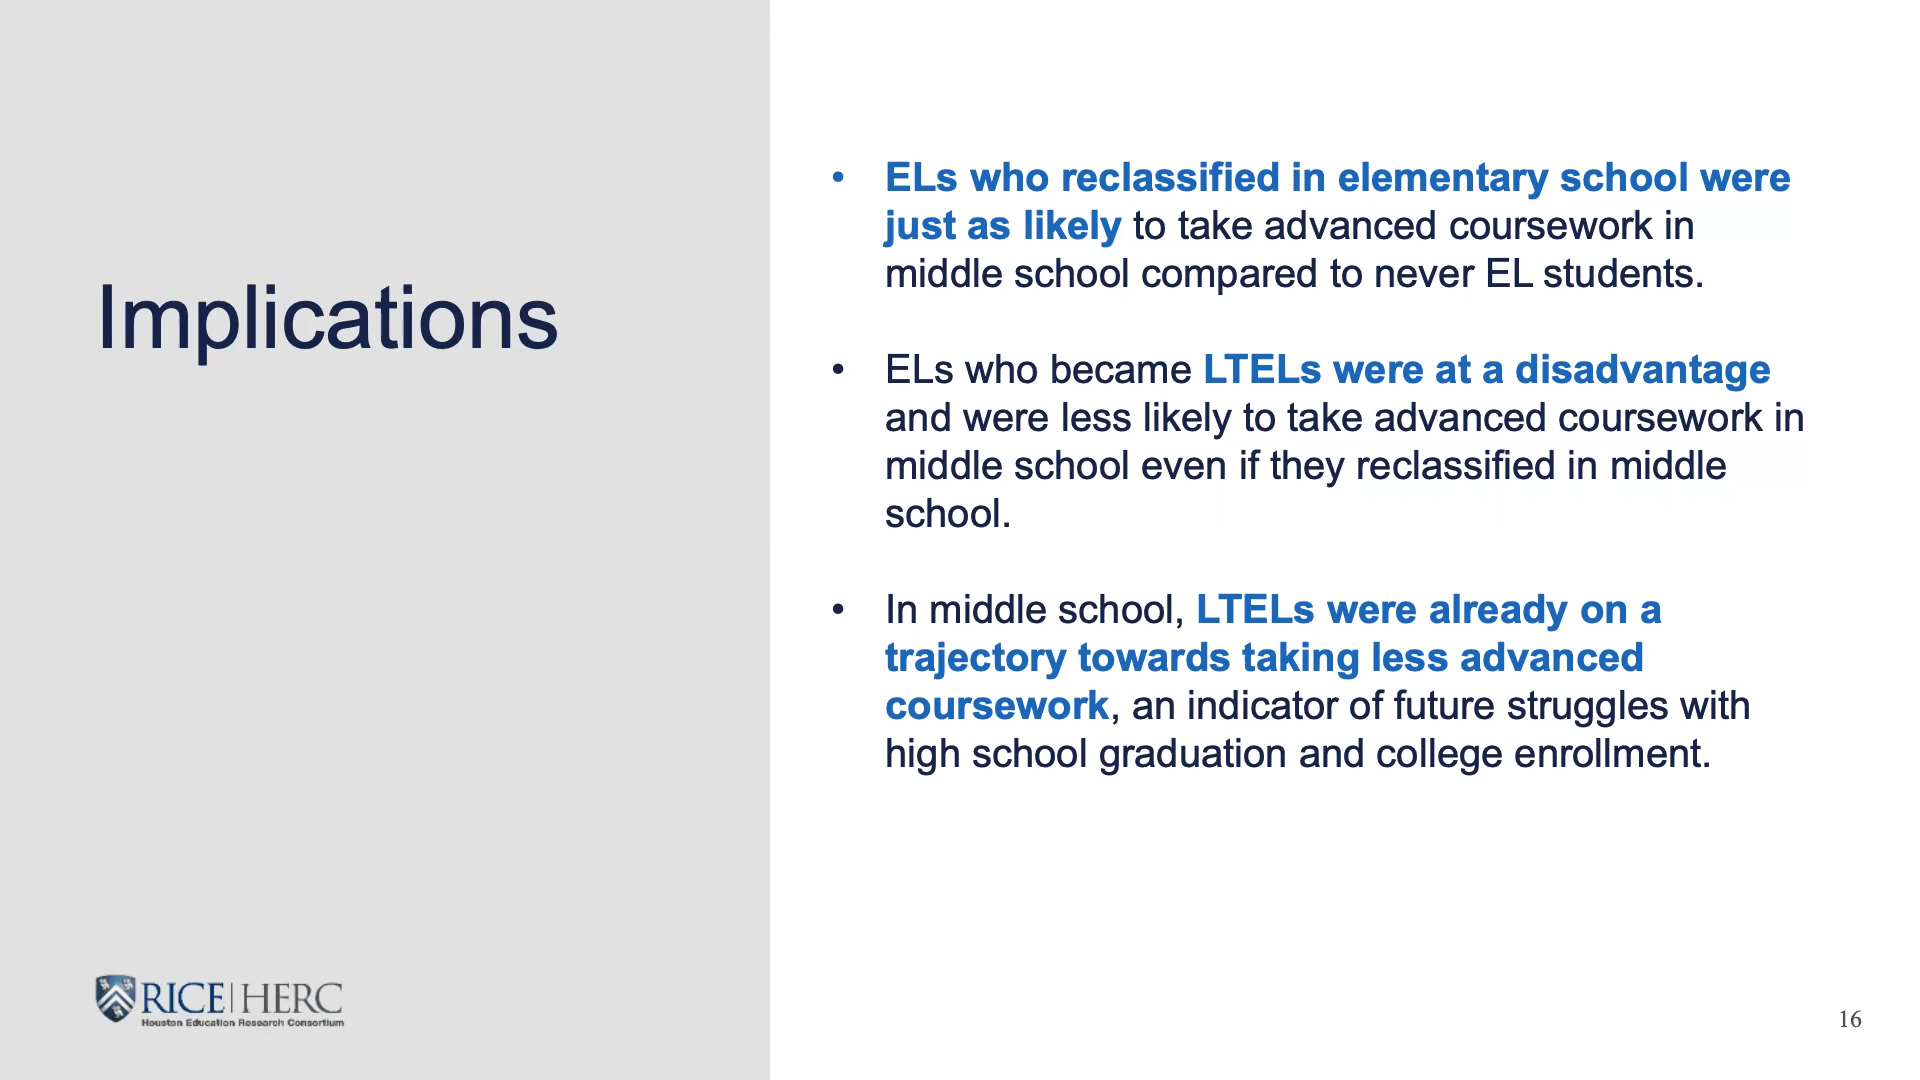 Implications
• ELs who reclassified in elementary school were
just as likely to take advanced coursework in
middle school compared to never EL students.
• ELs who became LTELs were at a disadvantage
and were less likely to take advanced coursework in
middle school even if they reclassified in middle
school.
• In middle school, LTELs were already on a
trajectory towards taking less advanced
coursework, an indicator of future struggles with
high school graduation and college enrollment.
RICE|HERC
Houston Education Research Consortium
16